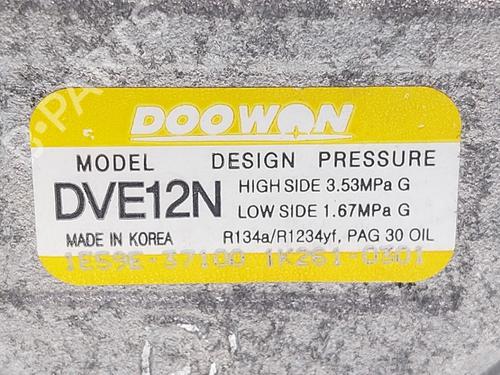 DOOWON
MODEL DESIGN PRESSURE
DVE12N HIGH SIDE 3.53MPa G
LOW SIDE 1.67MPa G
MADE IN KOREA R134a/R1234yf, PAG 30 OIL